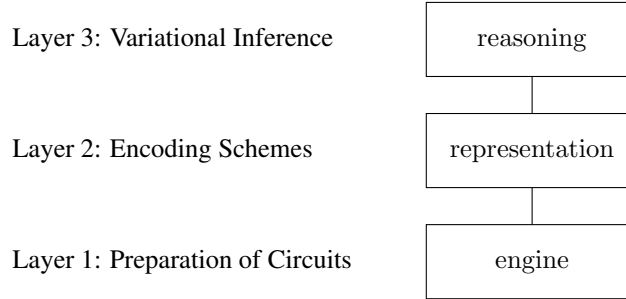 Layer 3: Variational Inference reasoning
Layer 2: Encoding Schemes representation
Layer 1: Preparation of Circuits engine